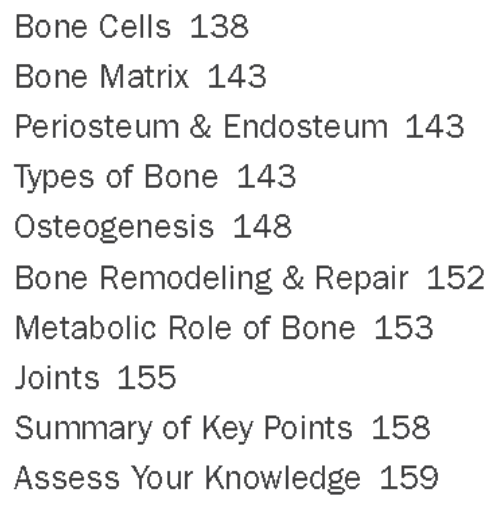 Bone Cells 138
Bone Matrix 143
Periosteum & Endosteum 143
Types of Bone 143
Osteogenesis 148
Bone Remodeling & Repair 152
Metabolic Role of Bone 153
Joints 155
Summary of Key Points 158
Assess Your Knowledge 159